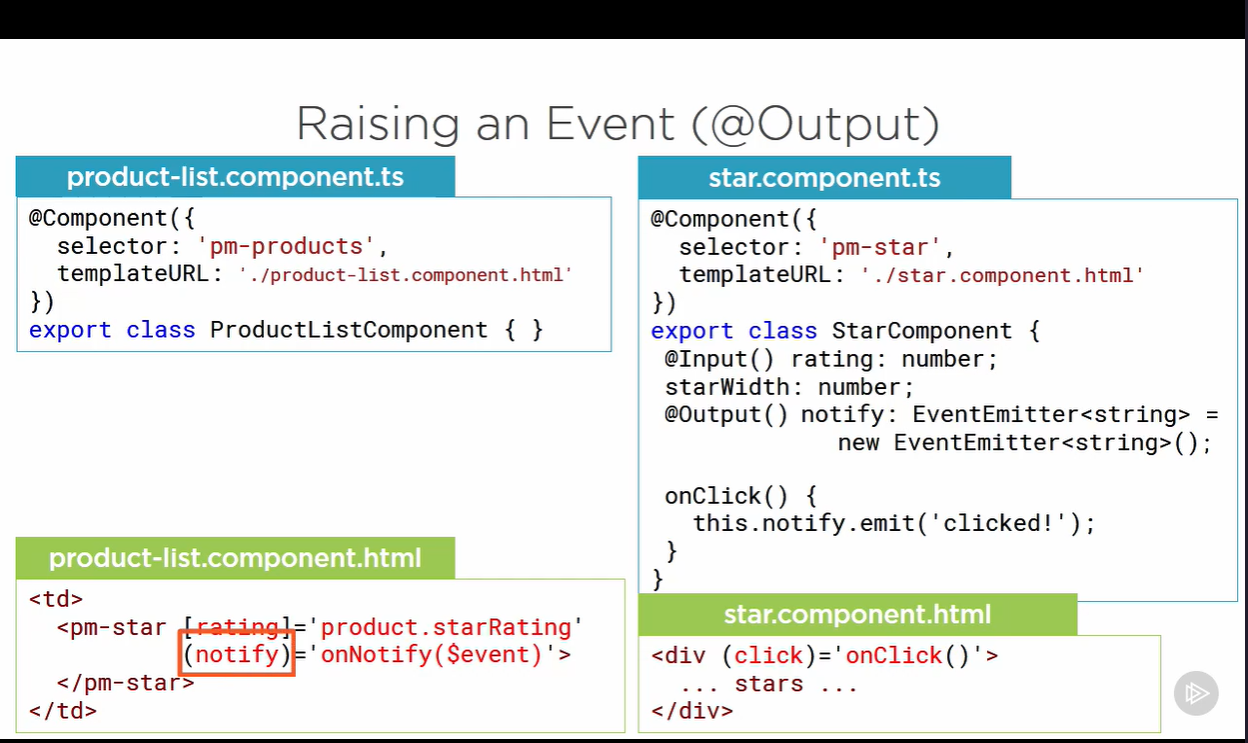 Raising an Event (@Output)
product-list.component.ts
@Component({
  selector: 'pm-products',
  templateURL: './product-list.component.html'
})
export class ProductListComponent { }
product-list.component.html
<td>
  <pm-star [rating]='product.starRating'
           (notify)='onNotify($event)'>
  </pm-star>
</td>
star.component.ts
@Component({
  selector: 'pm-star',
  templateURL: './star.component.html'
})
export class StarComponent {
 @Input() rating: number;
 starWidth: number;
 @Output() notify: EventEmitter<string> =
             new EventEmitter<string>();
 onClick() {
   this.notify.emit('clicked!');
 }
}
star.component.html
<div (click)='onClick()'>
  ... stars ...
</div>